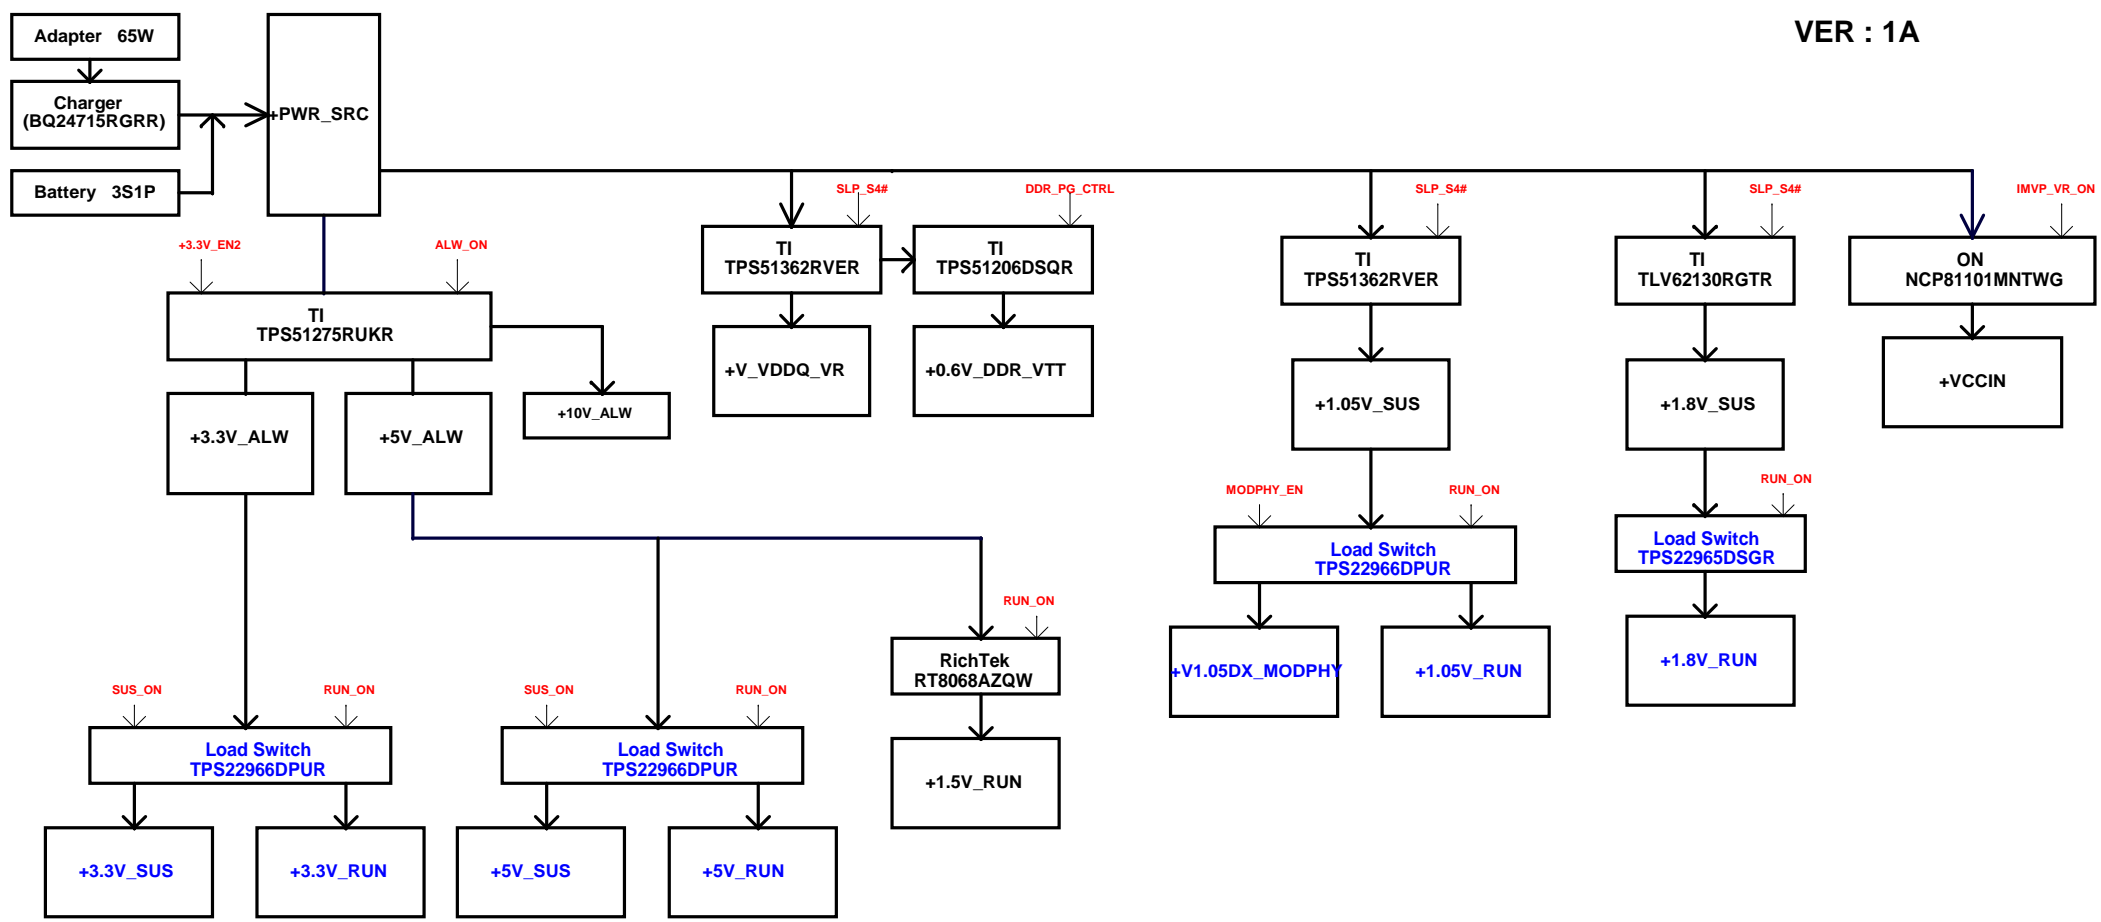 VER : 1A
Adapter 65W
Charger
(BQ24715RGRR)
+PWR_SRC
Battery 3S1P
SLP_S4#
DDR_PG_CTRL
SLP_S4#
SLP_S4#
IMVP_VR_ON
+3.3V_EN2
ALW_ON
TI
TPS51362RVER
TI
TPS51206DSQR
TI
TPS51362RVER
TI
TLV62130RGTR
ON
NCP81101MNTWG
TI
TPS51275RUKR
+V_VDDQ_VR
+0.6V_DDR_VTT
+1.05V_SUS
+1.8V_SUS
+VCCIN
+3.3V_ALW
+5V_ALW
+10V_ALW
MODPHY_EN
RUN_ON
RUN_ON
Load Switch
TPS22966DPUR
Load Switch
TPS22965DSGR
RUN_ON
RichTek
RT8068AZQW
+V1.05DX_MODPHY
+1.05V_RUN
+1.8V_RUN
SUS_ON
RUN_ON
SUS_ON
RUN_ON
Load Switch
TPS22966DPUR
Load Switch
TPS22966DPUR
+1.5V_RUN
+3.3V_SUS
+3.3V_RUN
+5V_SUS
+5V_RUN